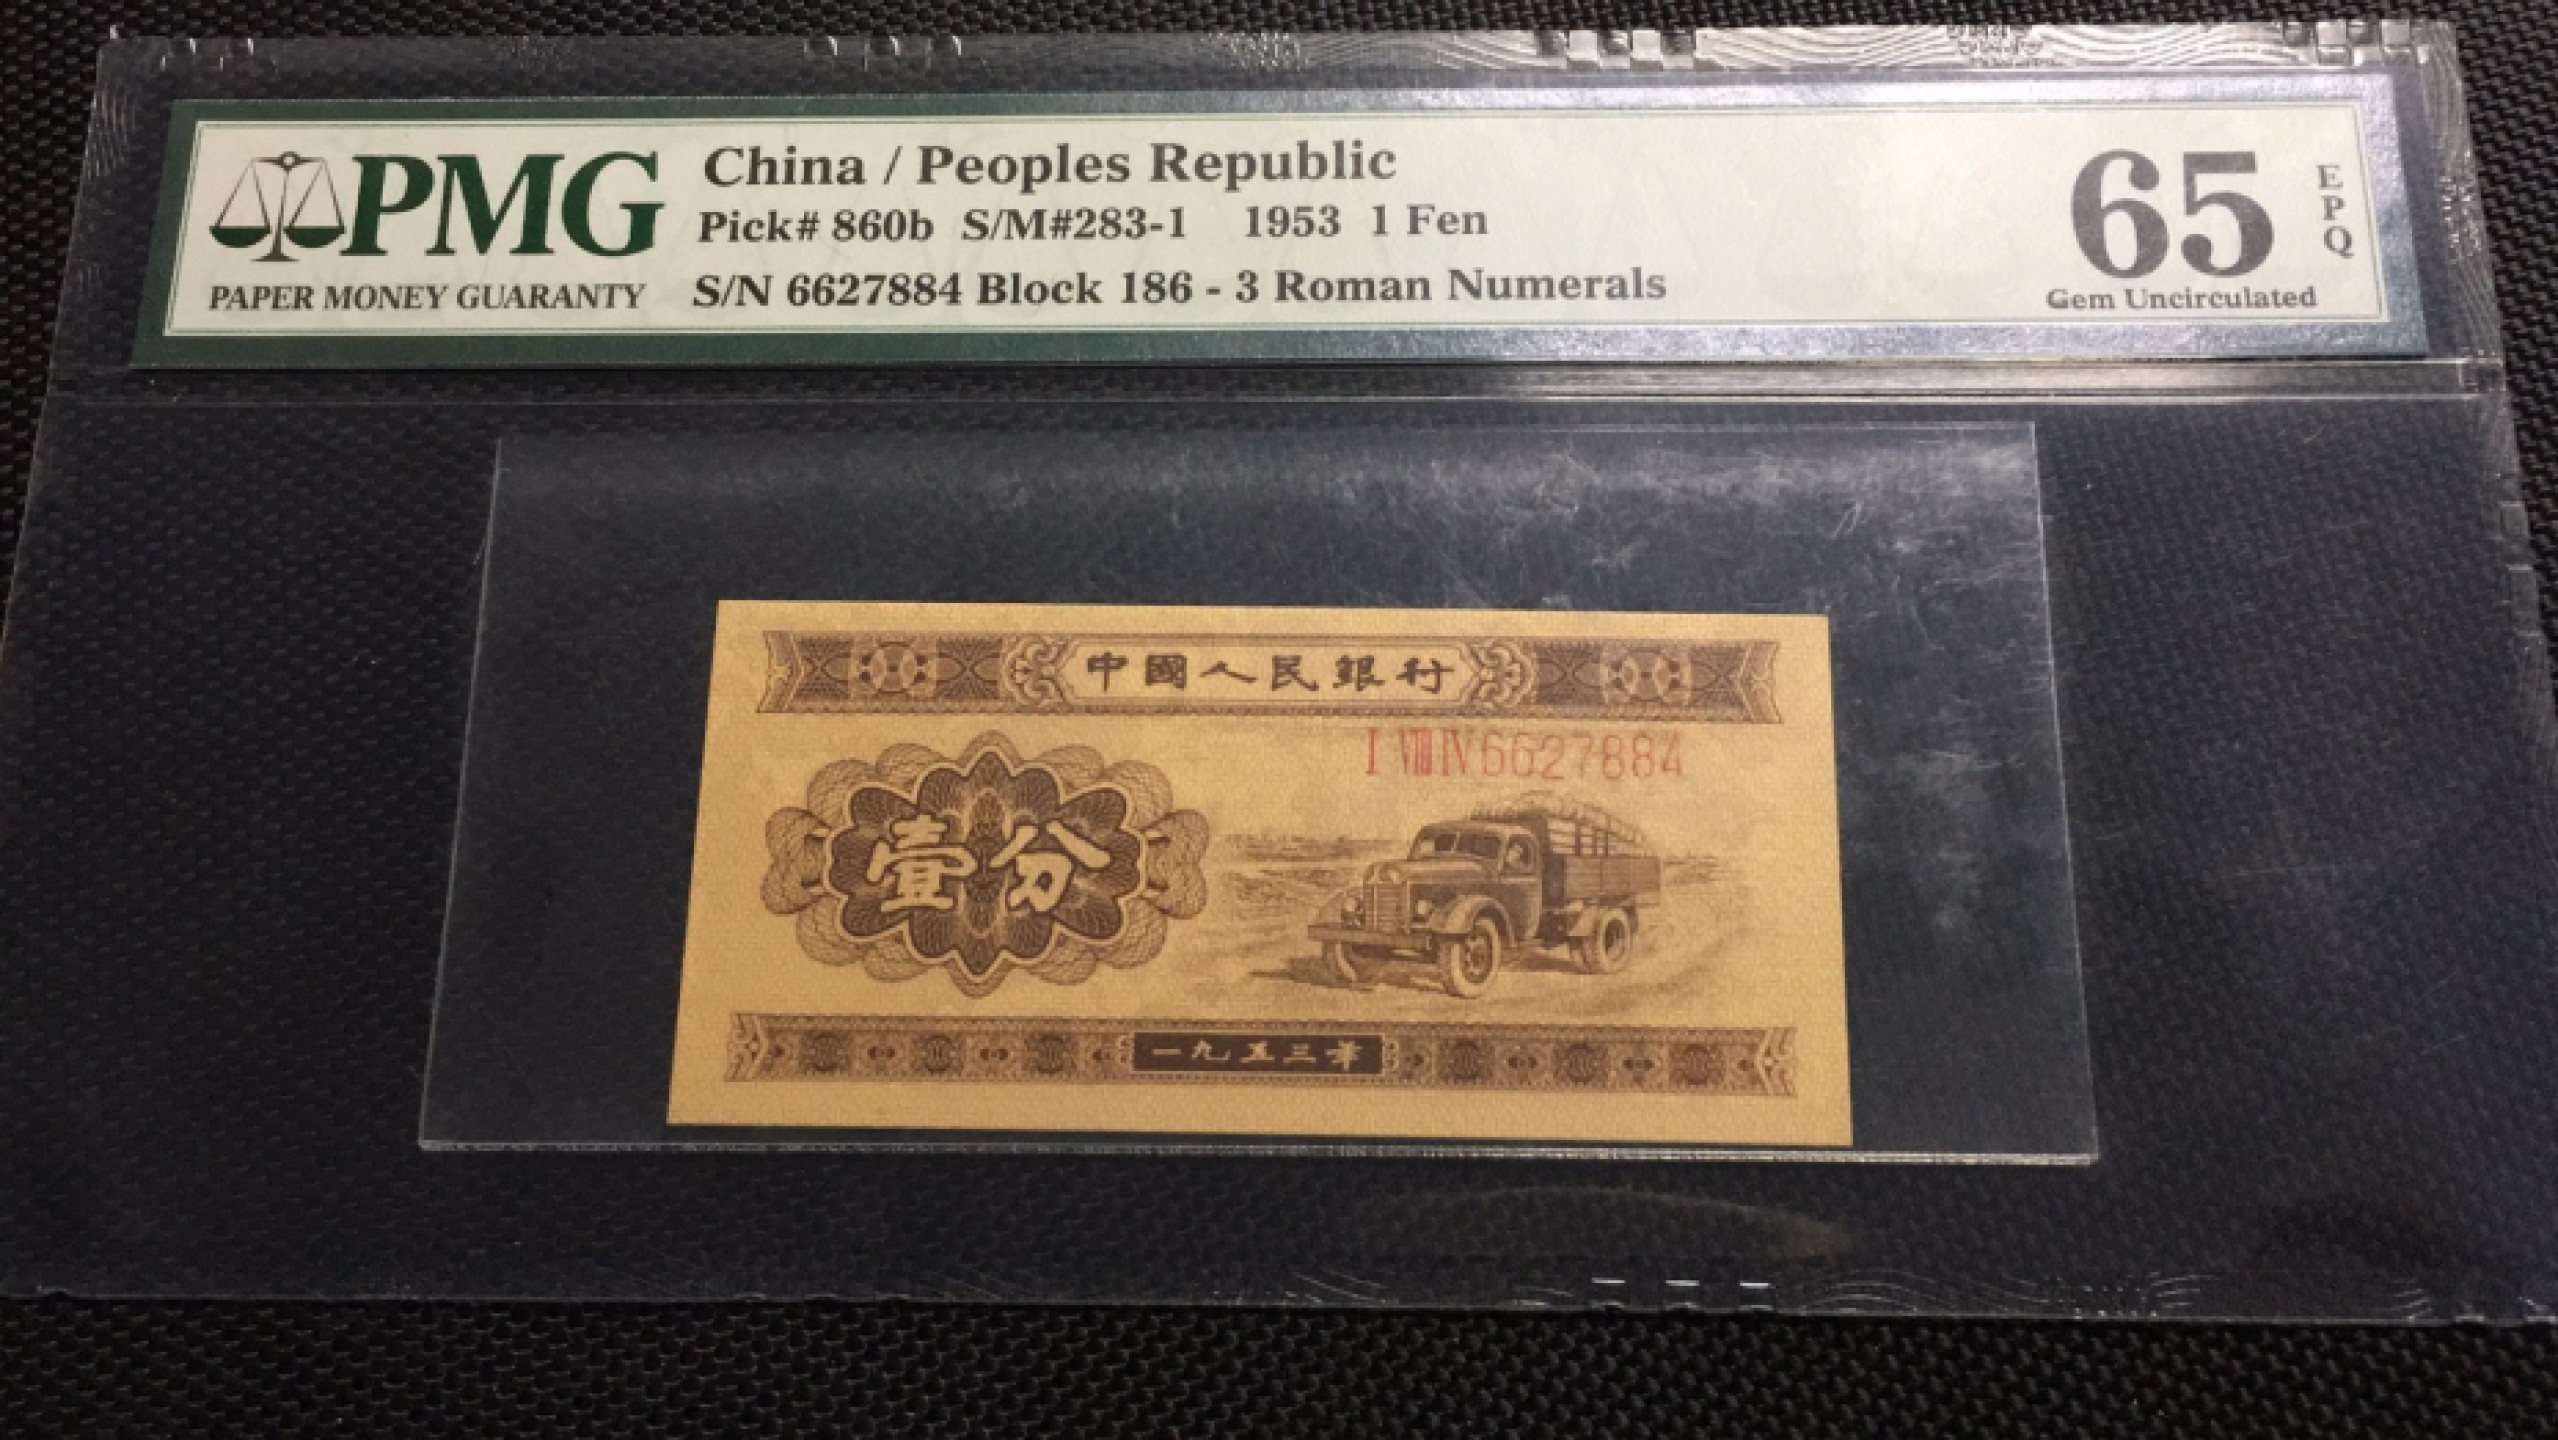 PMG
PAPER MONEY GUARANTY
China / Peoples Republic
Pick# 860b S/M#283-1 1953 1 Fen
S/N 6627884 Block 186 - 3 Roman Numerals
65
EPQ
Gem Uncirculated
中國人民銀行
I VIII IV 6627884
壹分
一九五三年